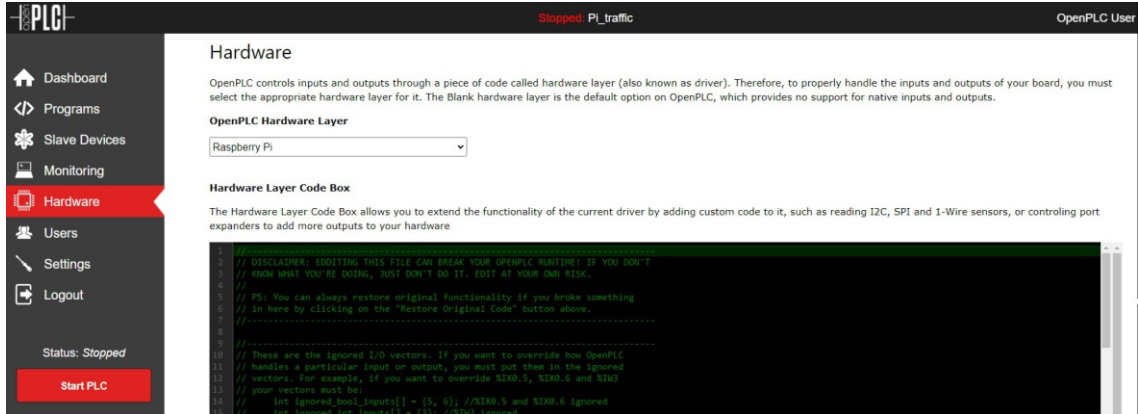 open PLC
Stopped: Pi_traffic
OpenPLC User
Dashboard
Programs
Slave Devices
Monitoring
Hardware
Users
Settings
Logout
Status: Stopped
Start PLC
Hardware
OpenPLC controls inputs and outputs through a piece of code called hardware layer (also known as driver). Therefore, to properly handle the inputs and outputs of your board, you must
select the appropriate hardware layer for it. The Blank hardware layer is the default option on OpenPLC, which provides no support for native inputs and outputs.
OpenPLC Hardware Layer
Raspberry Pi
Hardware Layer Code Box
The Hardware Layer Code Box allows you to extend the functionality of the current driver by adding custom code to it, such as reading I2C, SPI and 1-Wire sensors, or controling port
expanders to add more outputs to your hardware
1 //-----------------------------------------------------------------------------
2 // DISCLAIMER: EDDITING THIS FILE CAN BREAK YOUR OPENPLC RUNTIME! IF YOU DON'T
3 // KNOW WHAT YOU'RE DOING, JUST DON'T DO IT. EDIT AT YOUR OWN RISK.
4 //
5 // PS: You can always restore original functionality if you broke something
6 // in here by clicking on the "Restore Original Code" button above.
7 //-----------------------------------------------------------------------------
8
9 //-----------------------------------------------------------------------------
10 // These are the ignored I/O vectors. If you want to override how OpenPLC
11 // handles a particular input or output, you must put them in the ignored
12 // vectors. For example, if you want to override %IX0.5, %IX0.6 and %IW3
13 // your vectors must be:
14 // int ignored_bool_inputs[] = {5, 6}; //%IX0.5 and %IX0.6 ignored
15 // int ignored_int_inputs[] = {3}; //%IW3 ignored